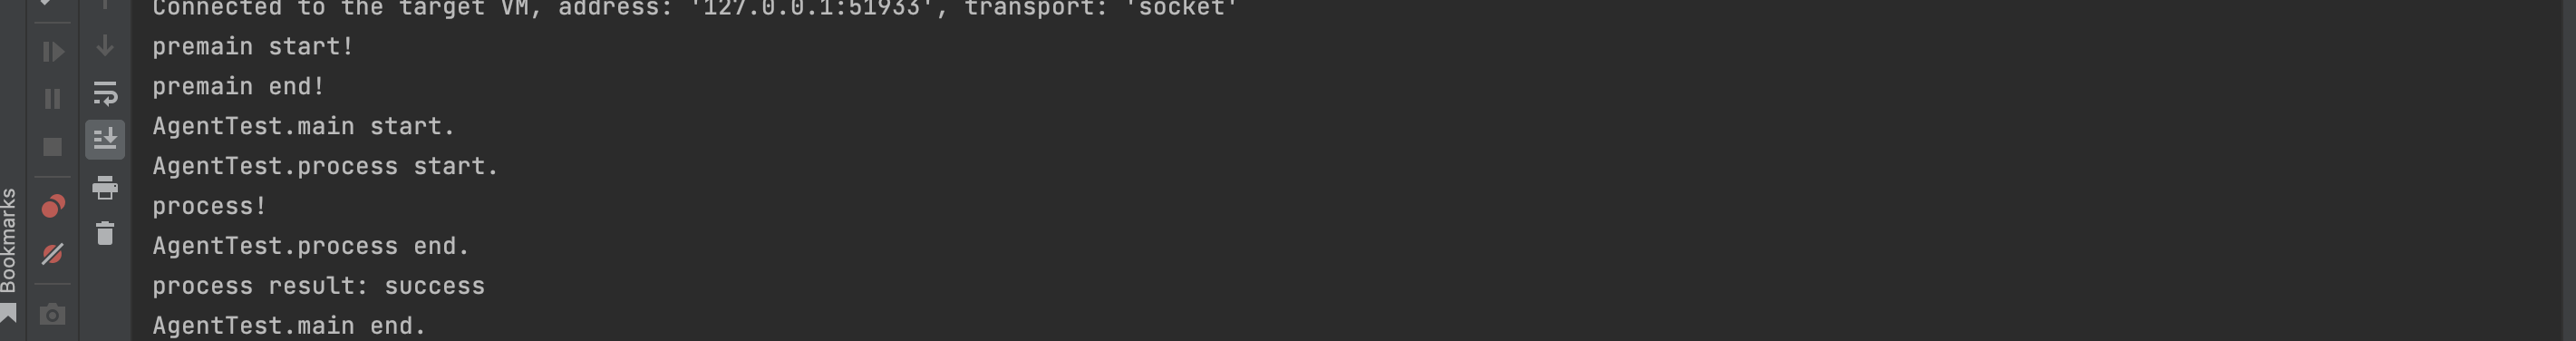 Connected to the target VM, address: '127.0.0.1:51933', transport: 'socket'
premain start!
premain end!
AgentTest.main start.
AgentTest.process start.
process!
AgentTest.process end.
process result: success
AgentTest.main end.
Bookmarks